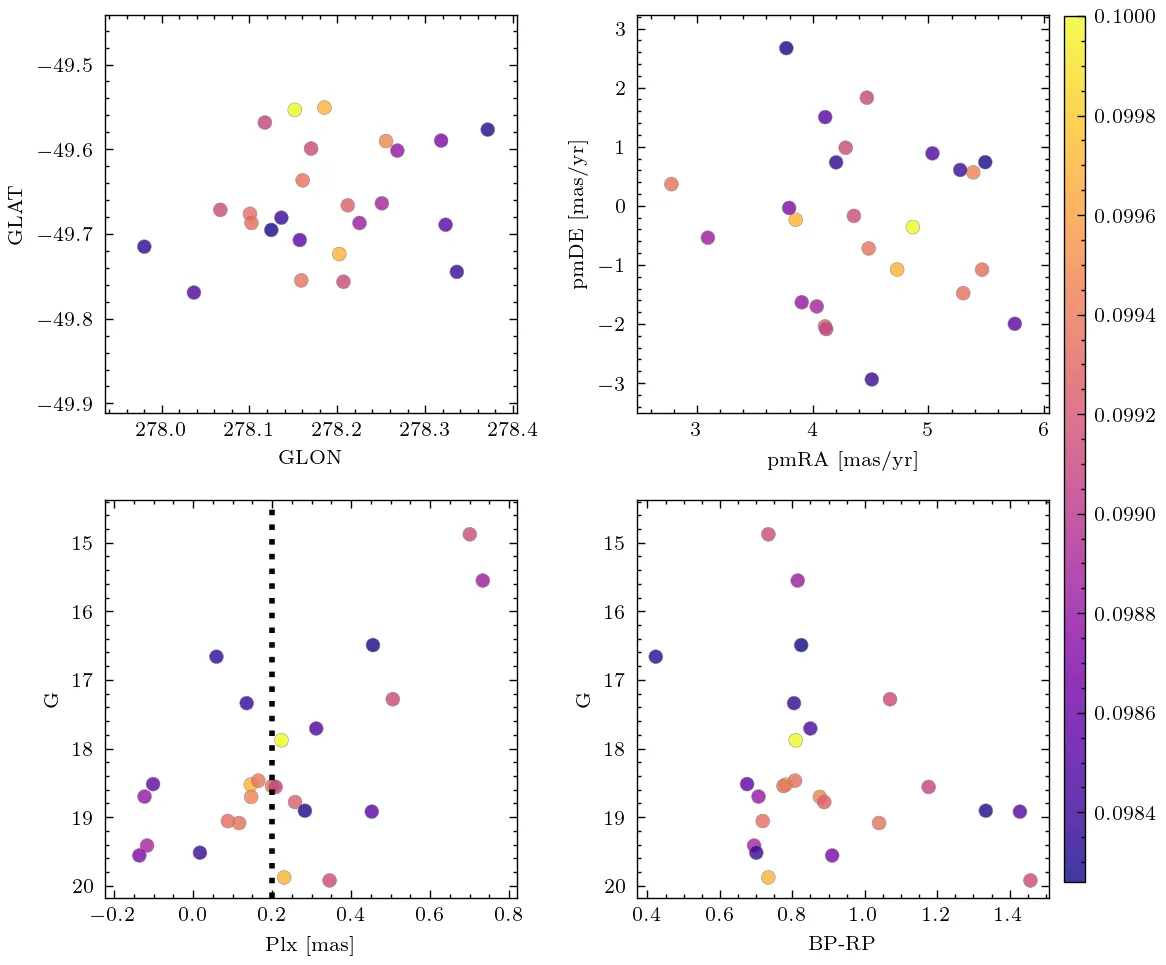 −49.5
−49.6
−49.7
−49.8
−49.9
GLAT
278.0 278.1 278.2 278.3 278.4
GLON
3
2
1
0
−1
−2
−3
pmDE [mas/yr]
3 4 5 6
pmRA [mas/yr]
0.1000
0.0998
0.0996
0.0994
0.0992
0.0990
0.0988
0.0986
0.0984
15
16
17
18
19
20
G
−0.2 0.0 0.2 0.4 0.6 0.8
Plx [mas]
15
16
17
18
19
20
G
0.4 0.6 0.8 1.0 1.2 1.4
BP-RP